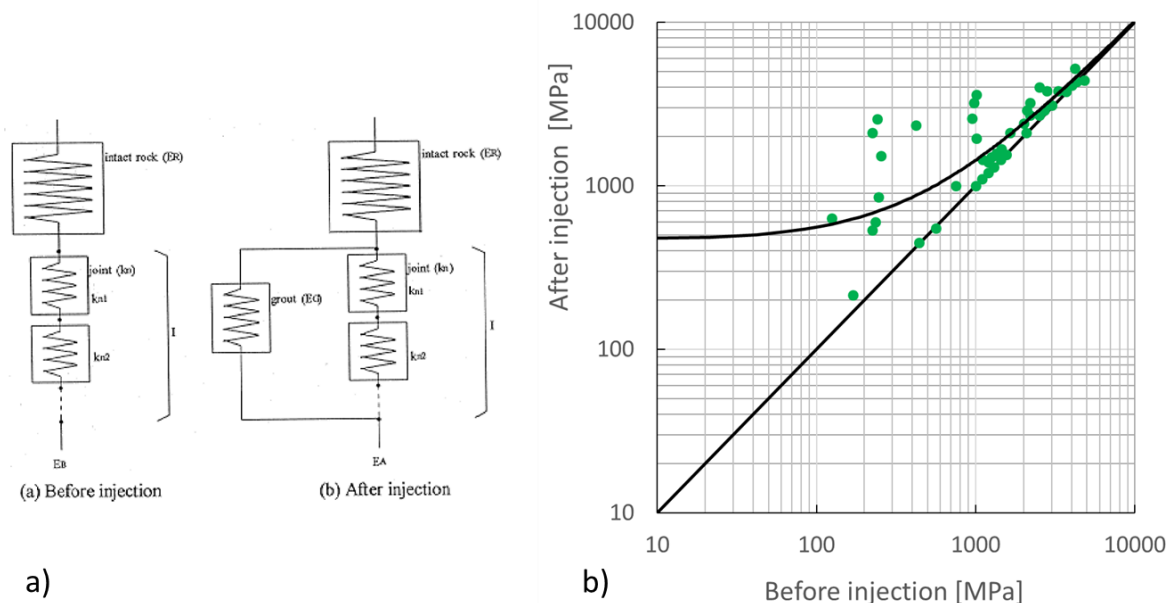 intact rock (ER)
joint (kn)
kn1
kn2
I
EB
(a) Before injection
intact rock (ER)
grout (EG)
joint (kn)
kn1
kn2
I
EA
(b) After injection
a)
After injection [MPa]
10000
1000
100
10
10
100
1000
10000
Before injection [MPa]
b)